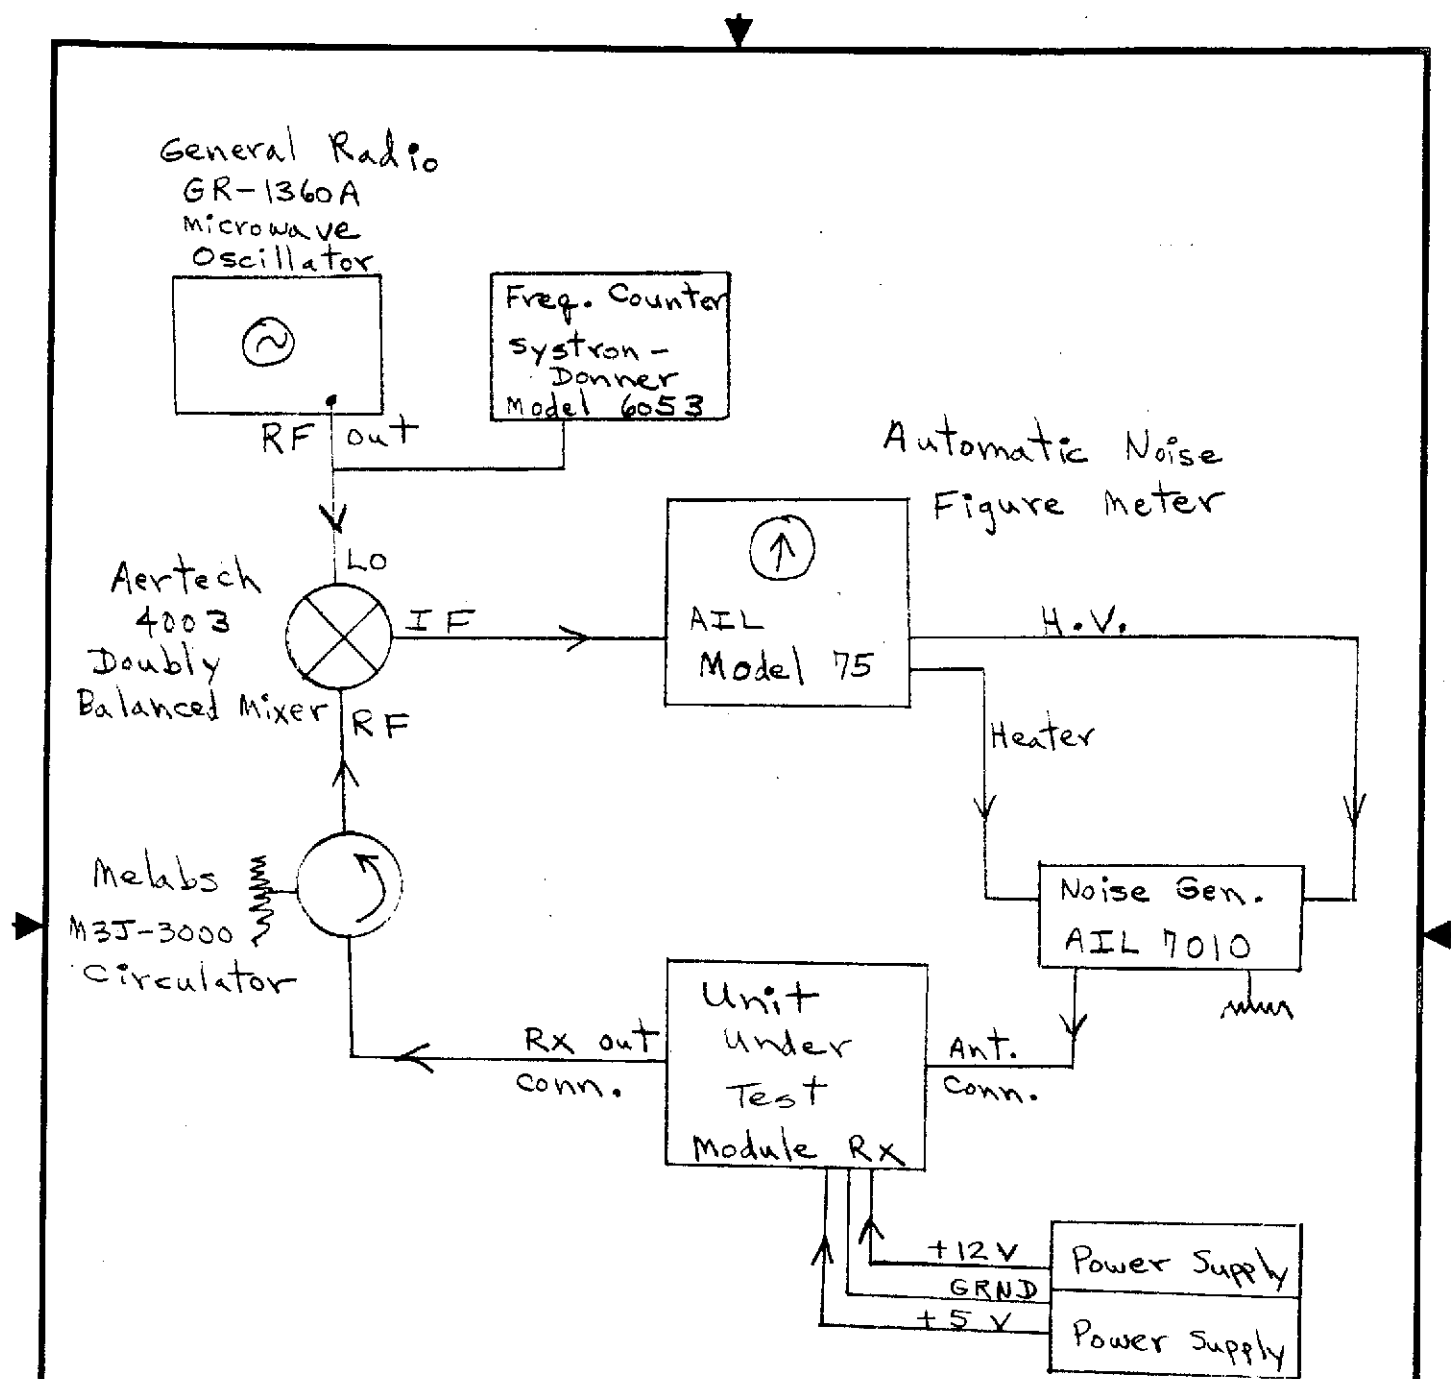 General Radio
GR-1360A
Microwave
Oscillator
Freq. Counter
Systron-
Donner
Model 6053
RF out
Automatic Noise
Figure Meter
LO
Aertech
4003
Doubly
Balanced Mixer
IF
RF
AIL
Model 75
H.V.
Heater
Melabs
M3J-3000
Circulator
Noise Gen.
AIL 7010
Rx out
conn.
Unit
Under
Test
Module Rx
Ant.
Conn.
+12V
GRND
+5 V
Power Supply
Power Supply